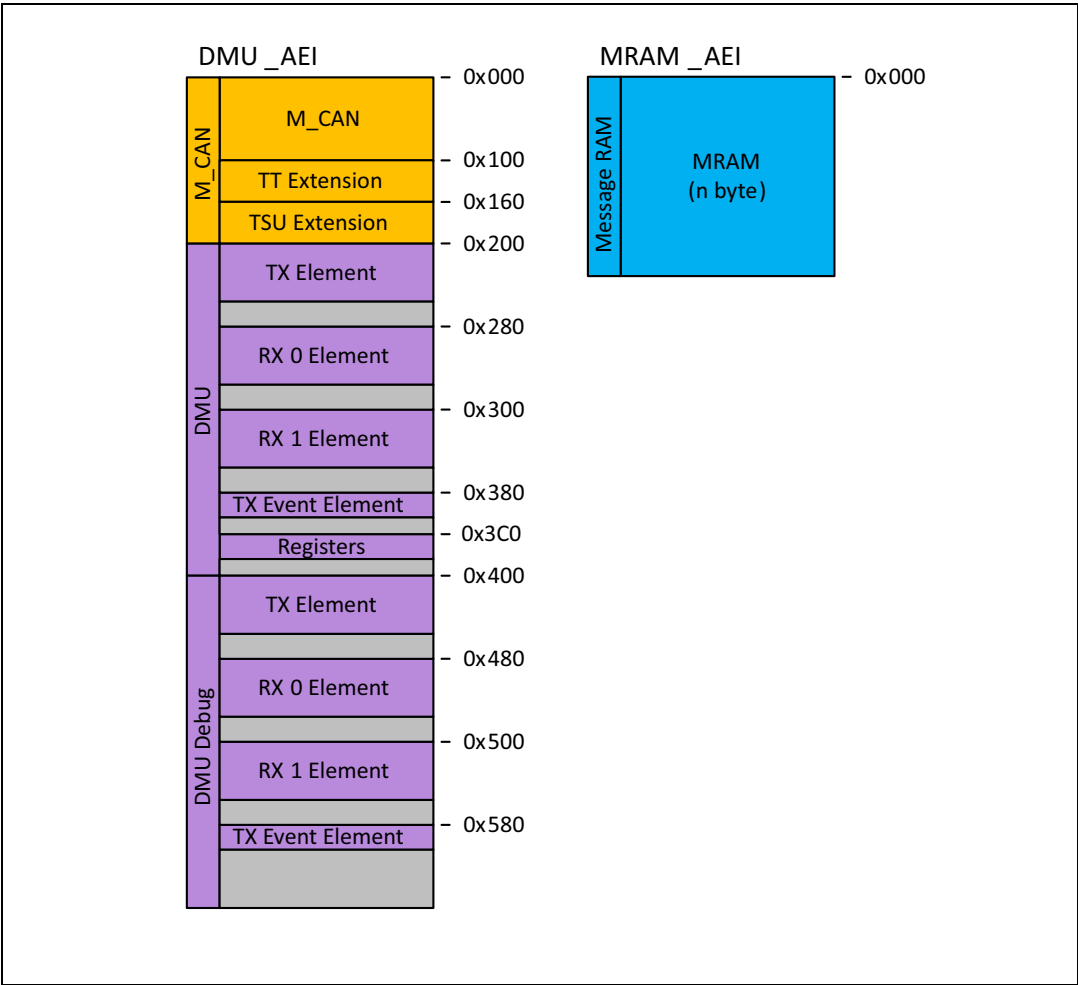 DMU _AEI
M_CAN
M_CAN
TT Extension
TSU Extension
DMU
TX Element
RX 0 Element
RX 1 Element
TX Event Element
Registers
DMU Debug
TX Element
RX 0 Element
RX 1 Element
TX Event Element
0x000
0x100
0x160
0x200
0x280
0x300
0x380
0x3C0
0x400
0x480
0x500
0x580
MRAM _AEI
Message RAM
MRAM
(n byte)
0x000